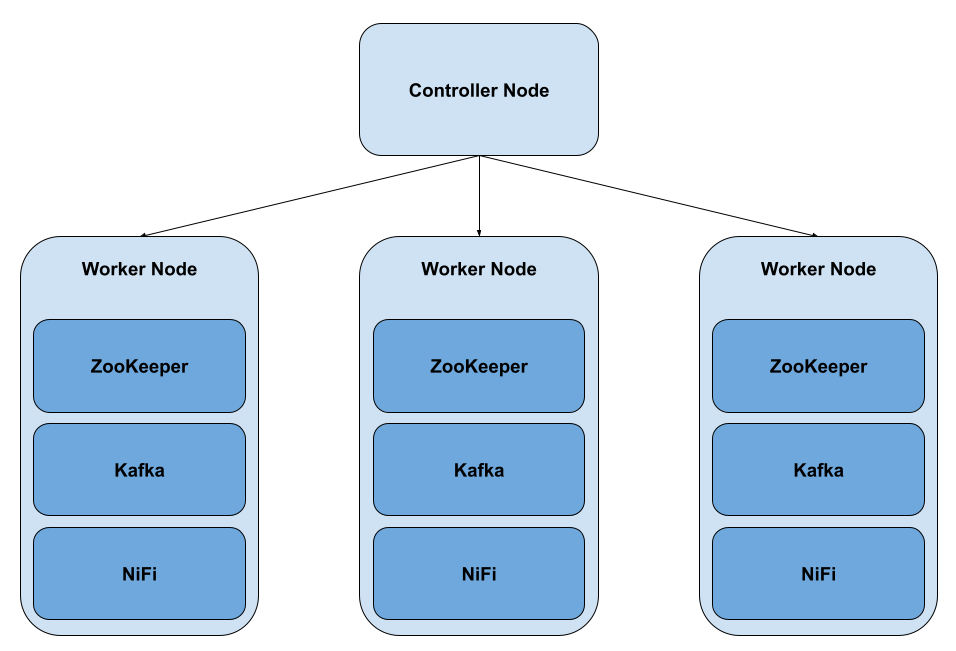 Controller Node
Worker Node
ZooKeeper
Kafka
NiFi
Worker Node
ZooKeeper
Kafka
NiFi
Worker Node
ZooKeeper
Kafka
NiFi